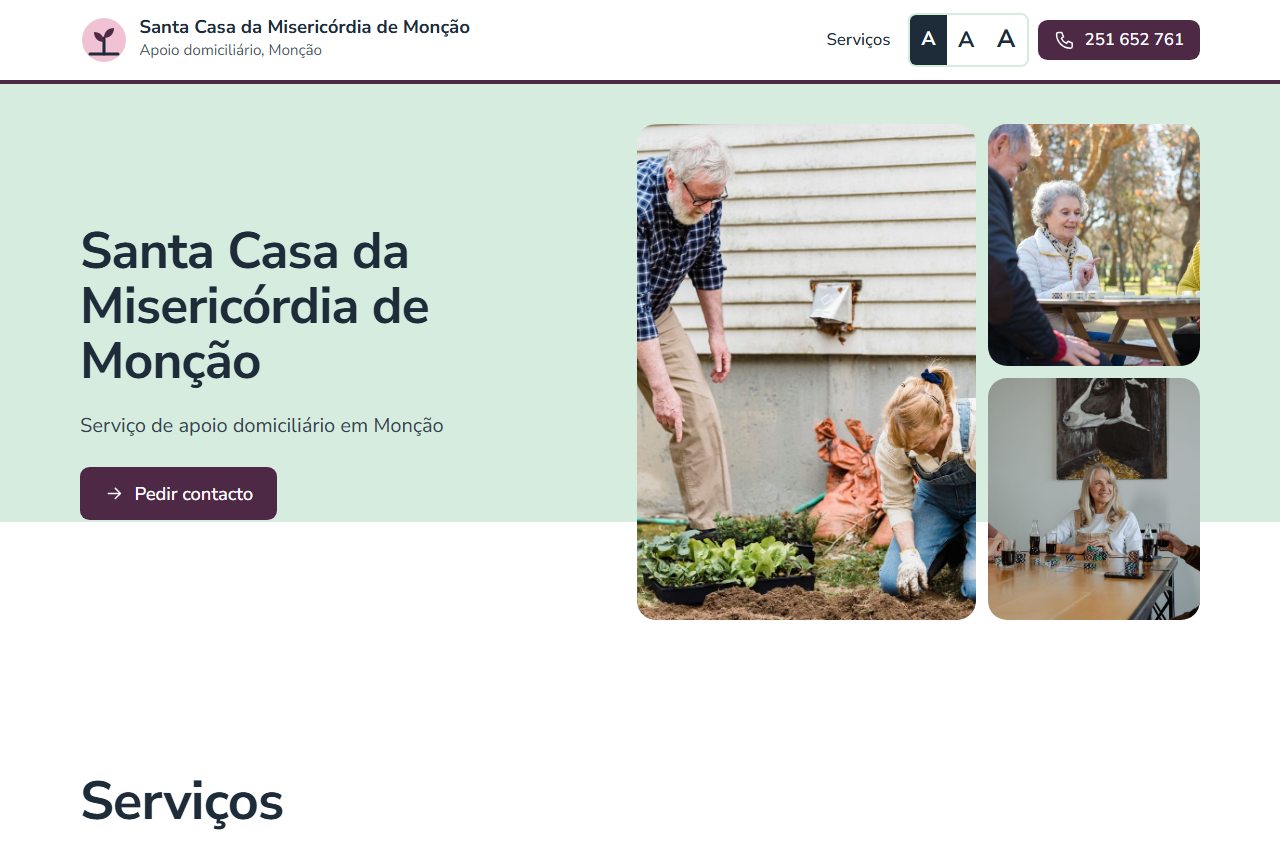 Santa Casa da Misericórdia de Monção
Apoio domiciliário, Monção
Serviços
A A A
251 652 761
Santa Casa da
Misericórdia de
Monção
Serviço de apoio domiciliário em Monção
Pedir contacto
Serviços